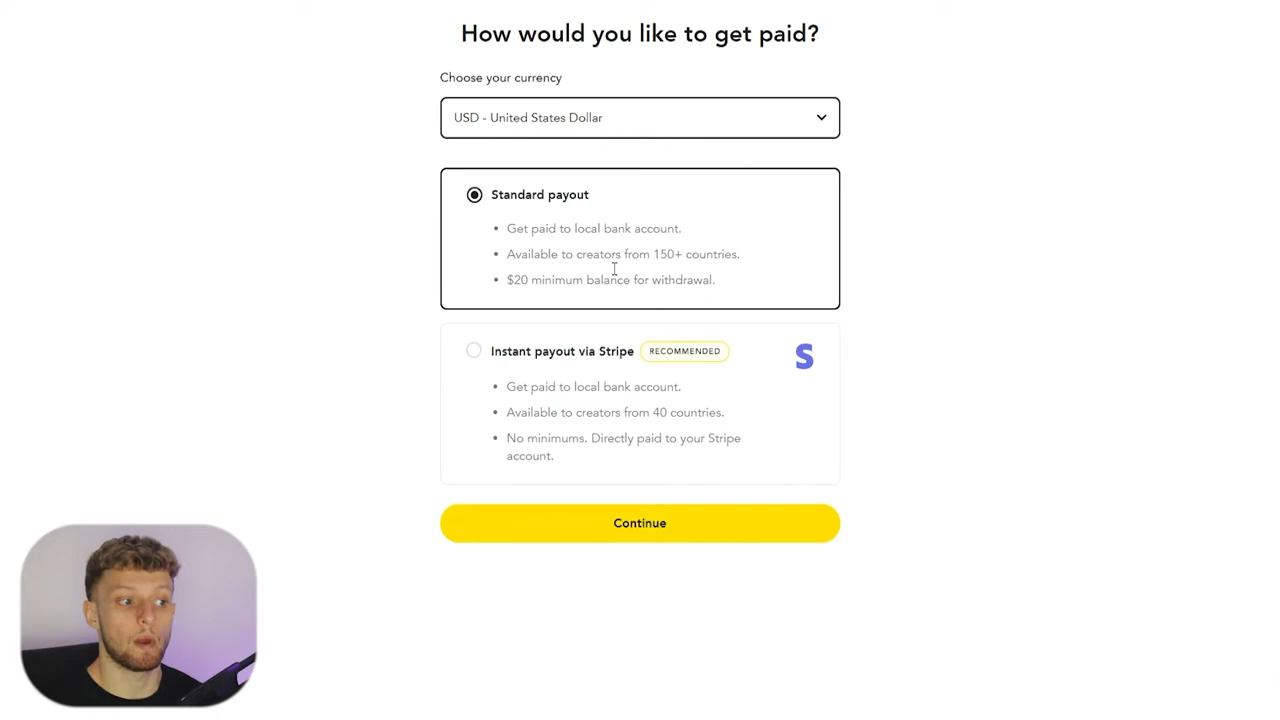 How would you like to get paid?
Choose your currency
USD - United States Dollar
Standard payout
• Get paid to local bank account.
• Available to creators from 150+ countries.
• $20 minimum balance for withdrawal.
Instant payout via Stripe RECOMMENDED
S
• Get paid to local bank account.
• Available to creators from 40 countries.
• No minimums. Directly paid to your Stripe
account.
Continue